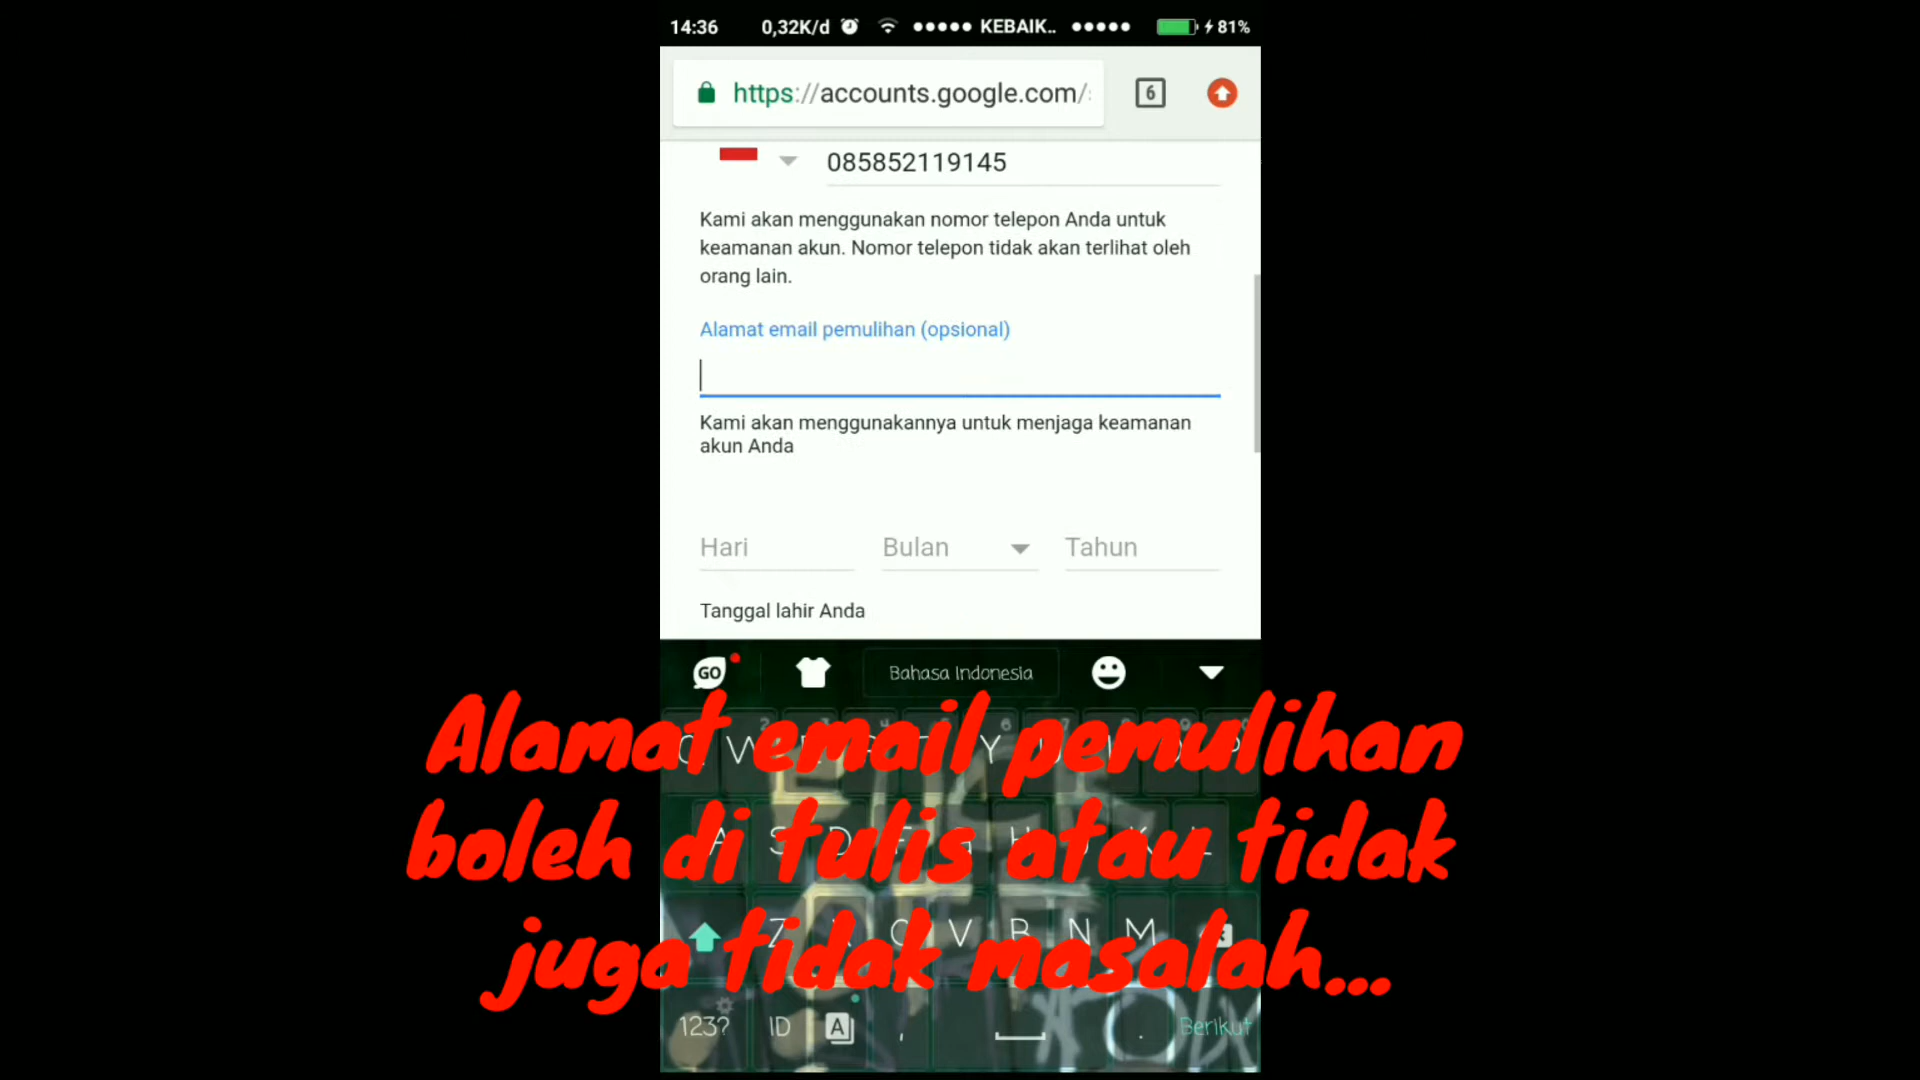 14:36 0,32K/d KEBAIK.. 81%
https://accounts.google.com/
6
085852119145
Kami akan menggunakan nomor telepon Anda untuk
keamanan akun. Nomor telepon tidak akan terlihat oleh
orang lain.
Alamat email pemulihan (opsional)
Kami akan menggunakannya untuk menjaga keamanan
akun Anda
Hari Bulan Tahun
Tanggal lahir Anda
GO Bahasa Indonesia
Alamat email pemulihan
boleh di tulis atau tidak
juga tidak masalah...
123? ID A , . Berikut